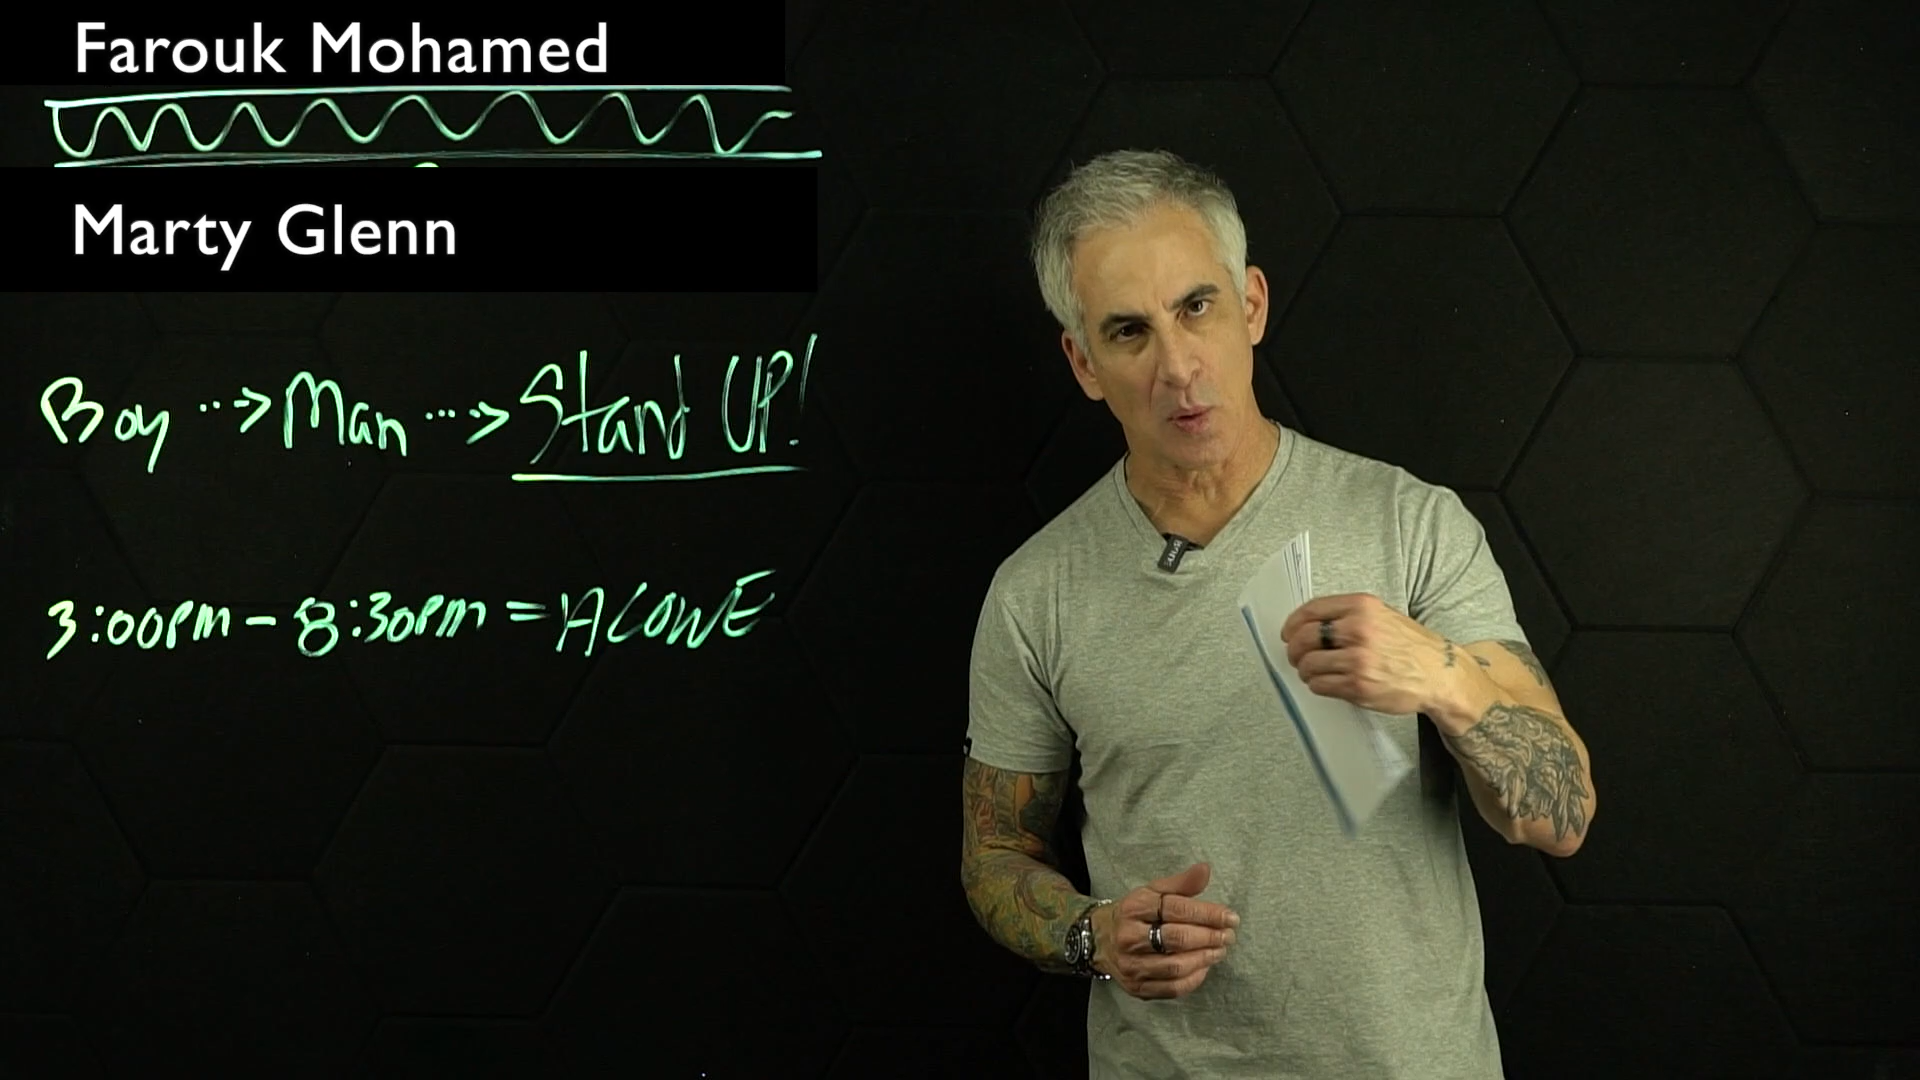 Farouk Mohamed
Marty Glenn
Boy ···> Man ···> Stand UP!
3:00PM - 8:30PM = ALONE